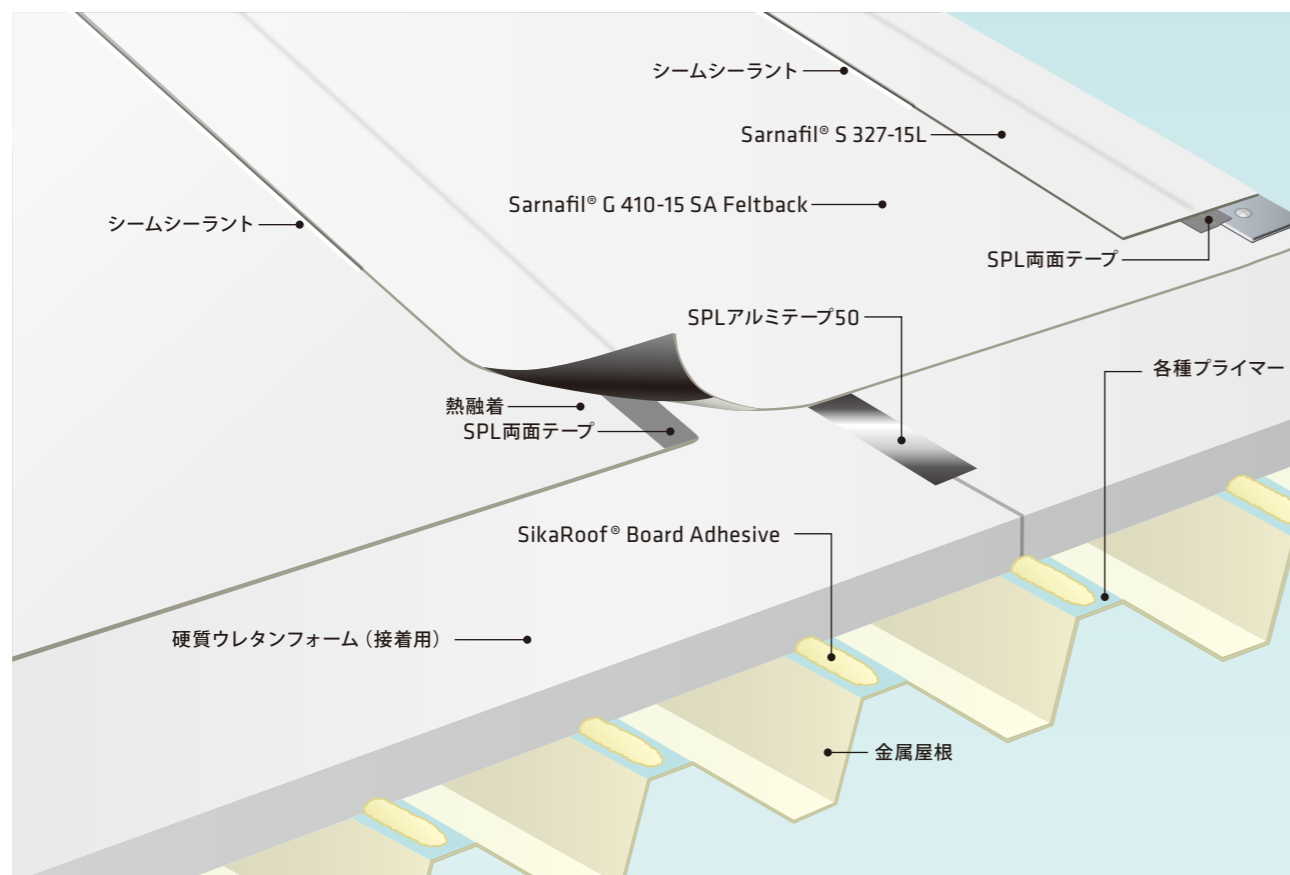 シームシーラント
Sarnafil® S 327-15L
Sarnafil® G 410-15 SA Feltback
シームシーラント
SPL両面テープ
SPLアルミテープ50
各種プライマー
熱融着
SPL両面テープ
SikaRoof® Board Adhesive
硬質ウレタンフォーム（接着用）
金属屋根